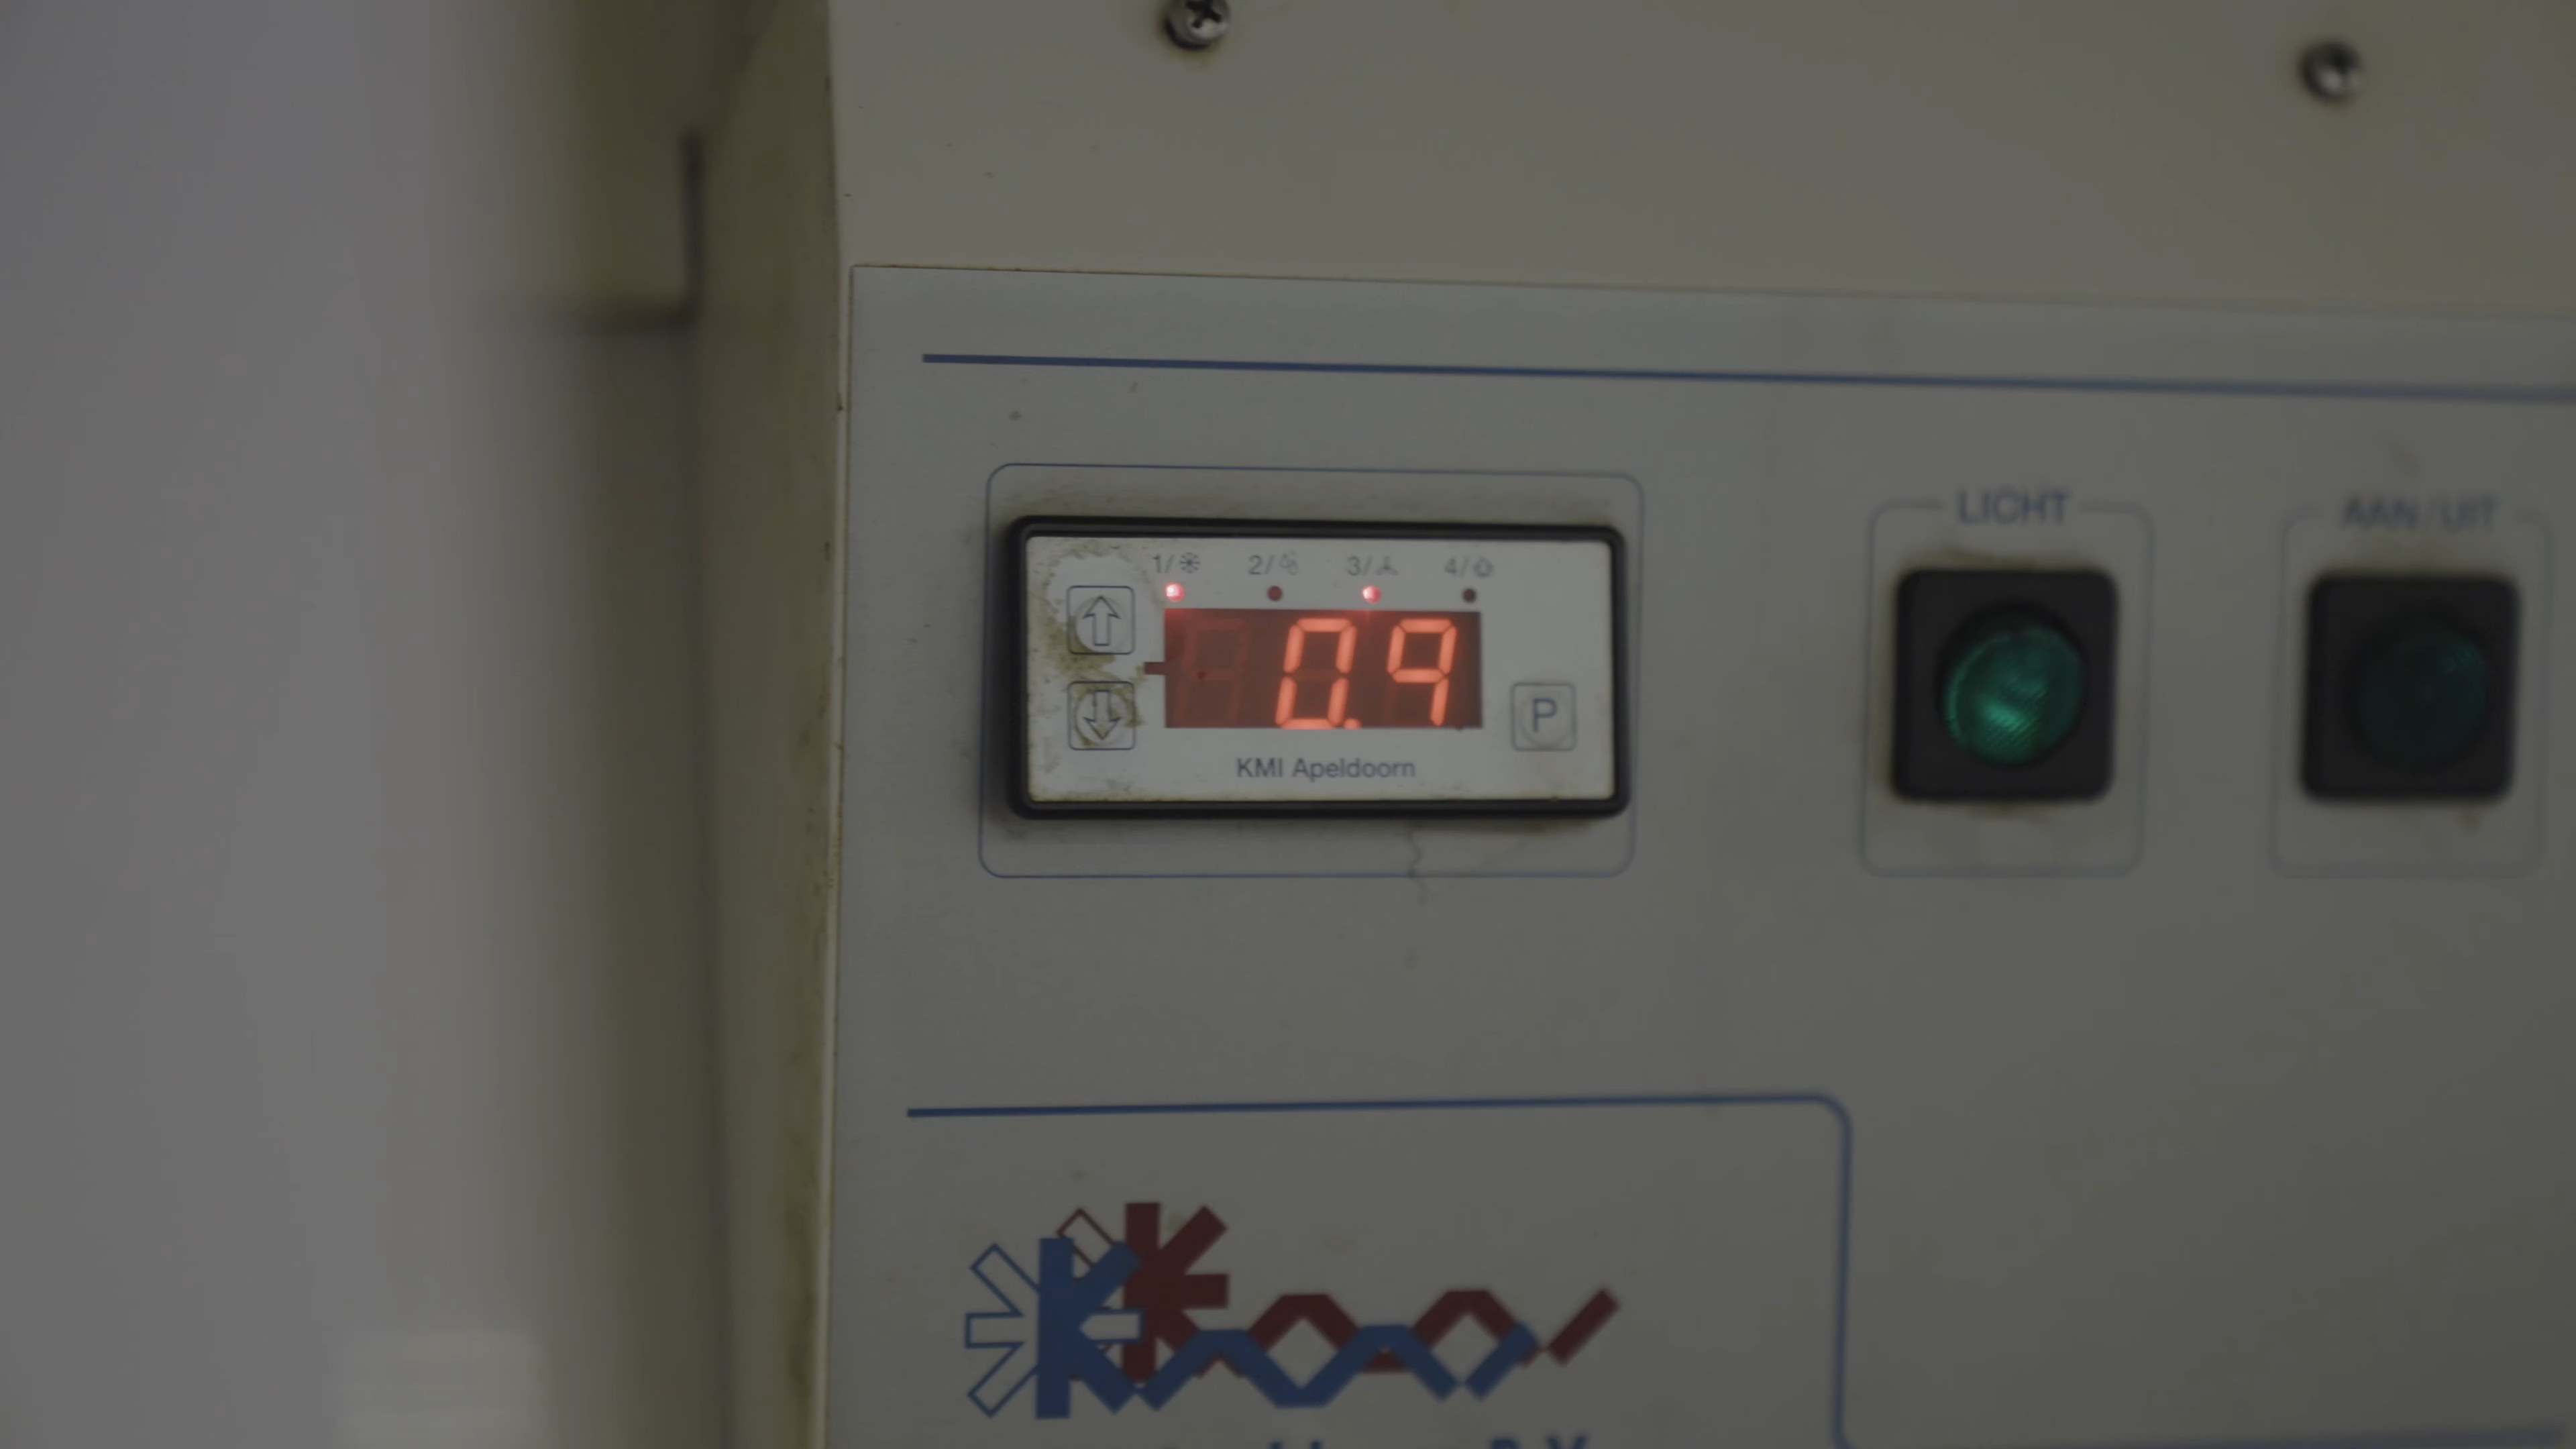 LICHT
AAN/UIT
1/ 2/ 3/ 4/
0.9
P
KMI Apeldoorn
B.V.